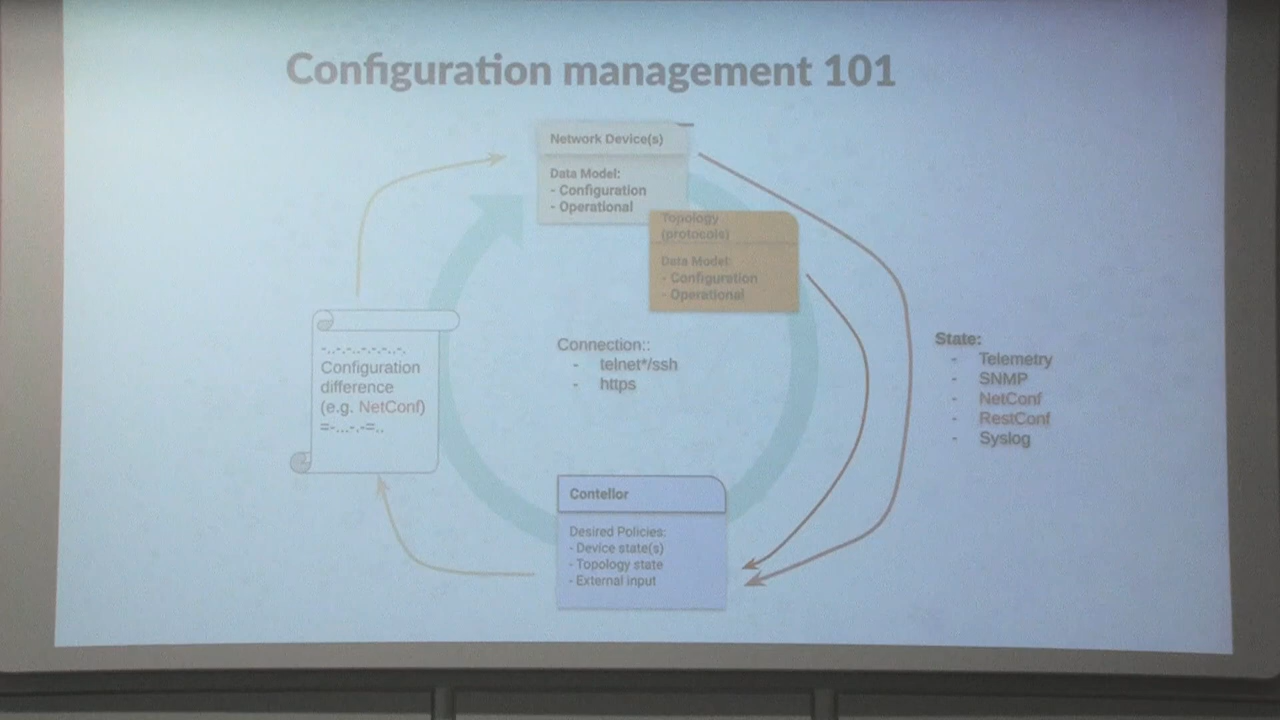 Configuration management 101
Network Device(s)
Data Model:
- Configuration
- Operational
Topology
(protocols)
Data Model:
- Configuration
- Operational
Connection::
- telnet*/ssh
- https
-..-.-..-.-.-..-.
Configuration
difference
(e.g. NetConf)
=-...-.-=..
State:
- Telemetry
- SNMP
- NetConf
- RestConf
- Syslog
Contellor
Desired Policies:
- Device state(s)
- Topology state
- External input